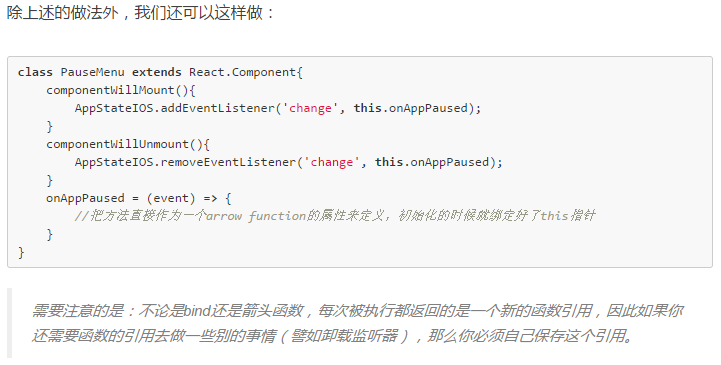 除上述的做法外，我们还可以这样做：
class PauseMenu extends React.Component{
    componentWillMount(){
        AppStateIOS.addEventListener('change', this.onAppPaused);
    }
    componentWillUnmount(){
        AppStateIOS.removeEventListener('change', this.onAppPaused);
    }
    onAppPaused = (event) => {
        //把方法直接作为一个arrow function的属性来定义，初始化的时候就绑定好了this指针
    }
}
需要注意的是：不论是bind还是箭头函数，每次被执行都返回的是一个新的函数引用，因此如果你
还需要函数的引用去做一些别的事情（譬如卸载监听器），那么你必须自己保存这个引用。